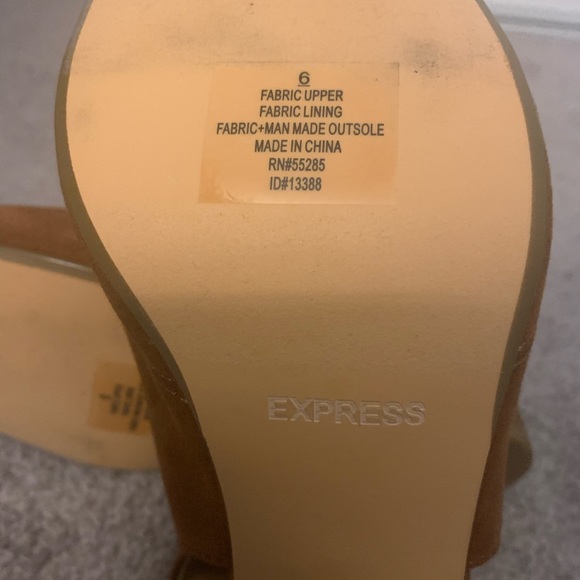 6
FABRIC UPPER
FABRIC LINING
FABRIC+MAN MADE OUTSOLE
MADE IN CHINA
RN#55285
ID#13388
EXPRESS